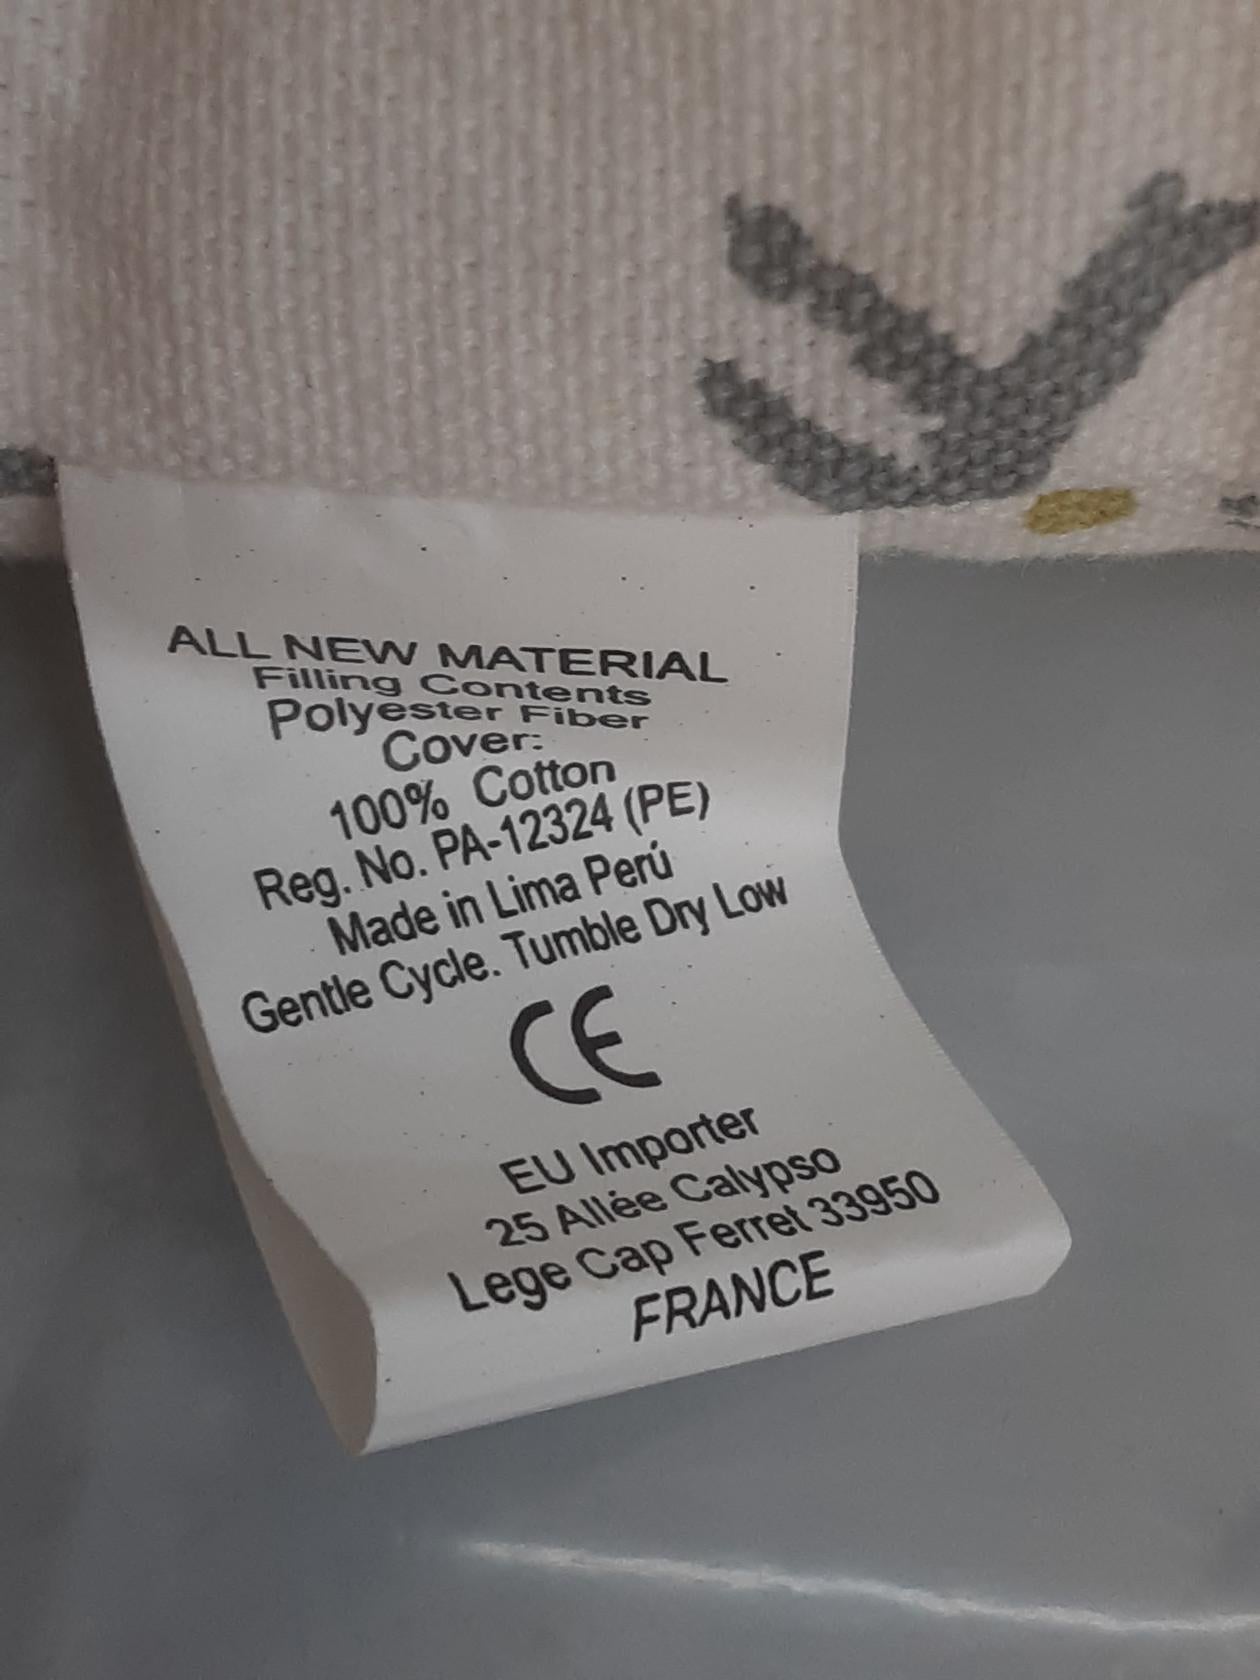 ALL NEW MATERIAL
Filling Contents
Polyester Fiber
Cover:
100% Cotton
Reg. No. PA-12324 (PE)
Made in Lima Perú
Gentle Cycle. Tumble Dry Low
CE
EU Importer
25 Allée Calypso
Lege Cap Ferret 33950
FRANCE